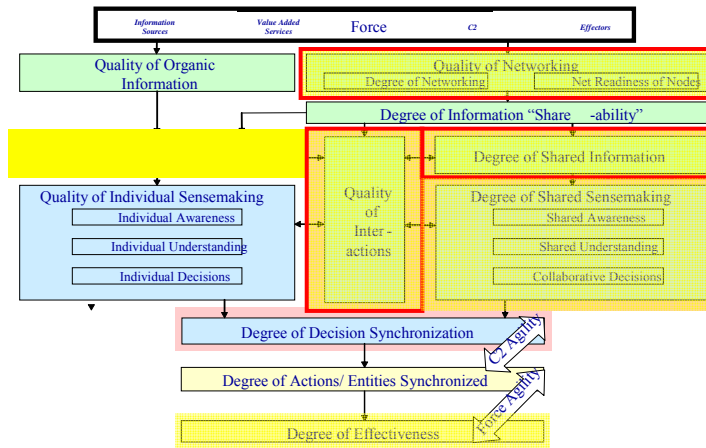 Information Sources
Value Added Services
Force
C2
Effectors
Quality of Organic
Information
Quality of Networking
Degree of Networking
Net Readiness of Nodes
Degree of Information “Share -ability”
Degree of Shared Information
Quality of Individual Sensemaking
Individual Awareness
Individual Understanding
Individual Decisions
Quality
of
Inter -
actions
Degree of Shared Sensemaking
Shared Awareness
Shared Understanding
Collaborative Decisions
Degree of Decision Synchronization
C2 Agility
Degree of Actions/ Entities Synchronized
Force Agility
Degree of Effectiveness